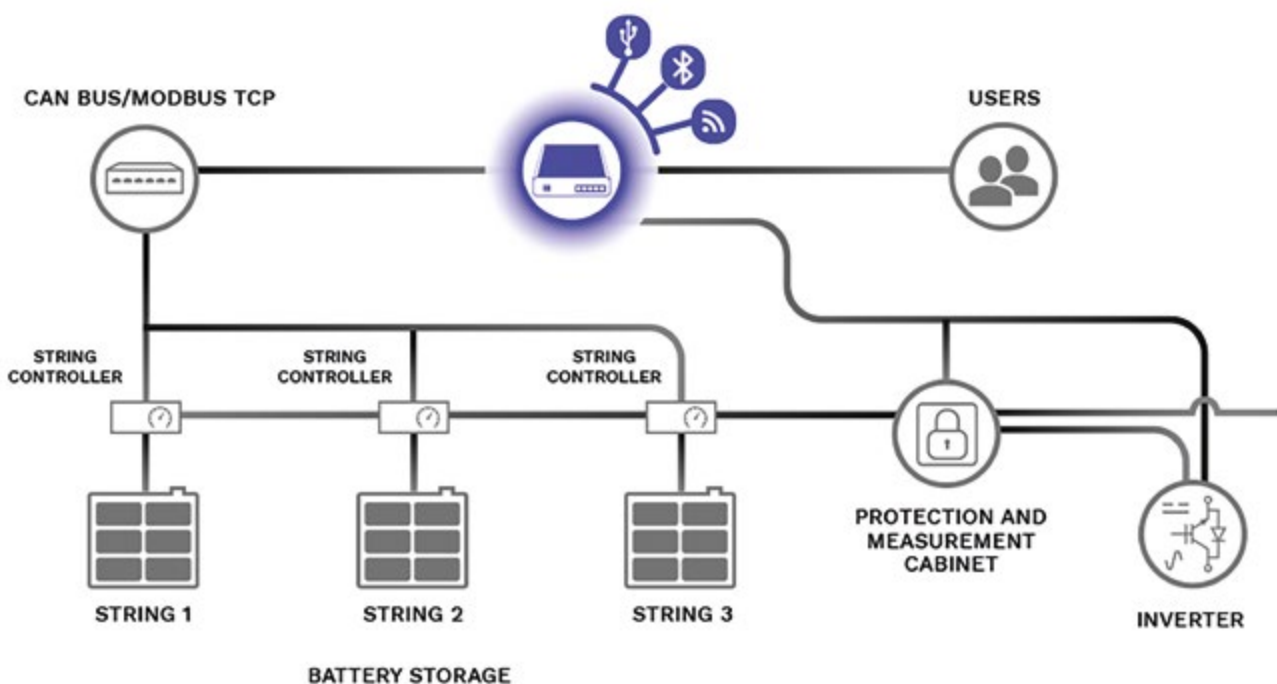 CAN BUS/MODBUS TCP
USERS
STRING
CONTROLLER
STRING
CONTROLLER
STRING
CONTROLLER
STRING 1
STRING 2
STRING 3
PROTECTION AND
MEASUREMENT
CABINET
INVERTER
BATTERY STORAGE